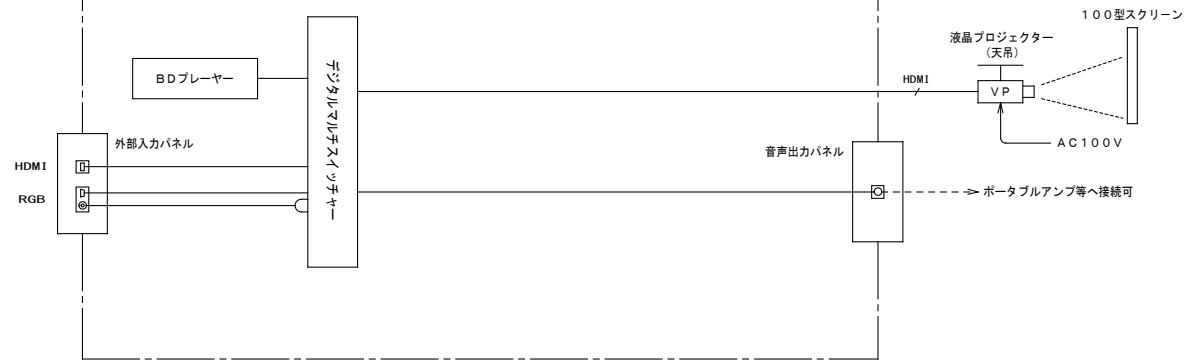 １００型スクリーン
液晶プロジェクター
（天吊）
ＢＤプレーヤー
デジタルマルチスイッチャー
HDMI
ＶＰ
外部入力パネル
音声出力パネル
ＡＣ１００Ｖ
HDMI
RGB
ポータブルアンプ等へ接続可